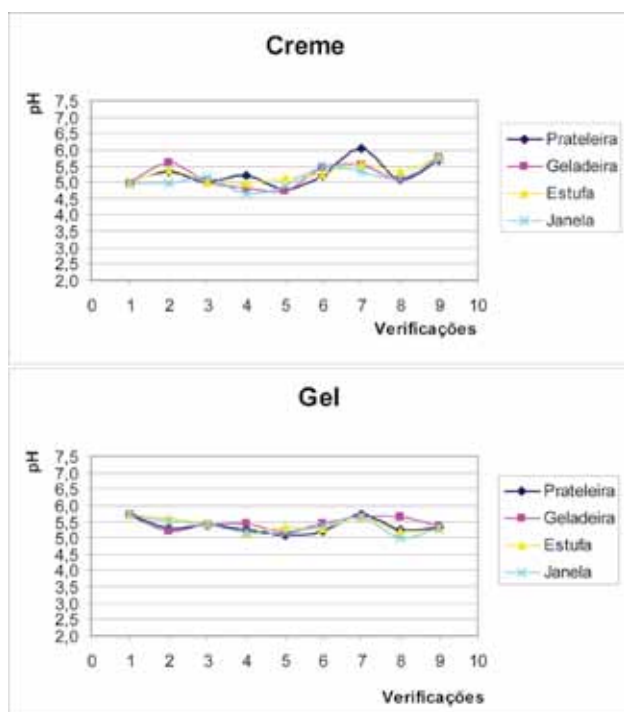 Creme
pH
7,5
7,0
6,5
6,0
5,5
5,0
4,5
4,0
3,5
3,0
2,5
2,0
0 1 2 3 4 5 6 7 8 9 10
Verificações
Prateleira
Geladeira
Estufa
Janela
Gel
pH
7,5
7,0
6,5
6,0
5,5
5,0
4,5
4,0
3,5
3,0
2,5
2,0
0 1 2 3 4 5 6 7 8 9 10
Verificações
Prateleira
Geladeira
Estufa
Janela